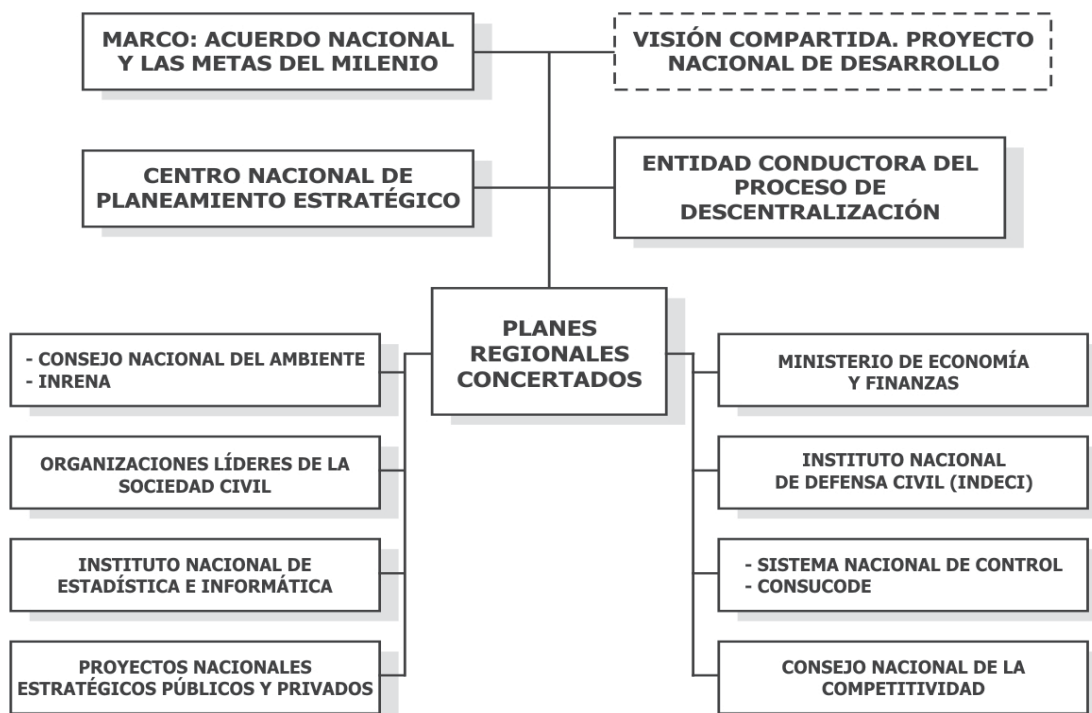 MARCO: ACUERDO NACIONAL
Y LAS METAS DEL MILENIO
VISIÓN COMPARTIDA. PROYECTO
NACIONAL DE DESARROLLO
CENTRO NACIONAL DE
PLANEAMIENTO ESTRATÉGICO
ENTIDAD CONDUCTORA DEL
PROCESO DE
DESCENTRALIZACIÓN
PLANES
REGIONALES
CONCERTADOS
- CONSEJO NACIONAL DEL AMBIENTE
- INRENA
ORGANIZACIONES LÍDERES DE LA
SOCIEDAD CIVIL
INSTITUTO NACIONAL DE
ESTADÍSTICA E INFORMÁTICA
PROYECTOS NACIONALES
ESTRATÉGICOS PÚBLICOS Y PRIVADOS
MINISTERIO DE ECONOMÍA
Y FINANZAS
INSTITUTO NACIONAL
DE DEFENSA CIVIL (INDECI)
- SISTEMA NACIONAL DE CONTROL
- CONSUCODE
CONSEJO NACIONAL DE LA
COMPETITIVIDAD